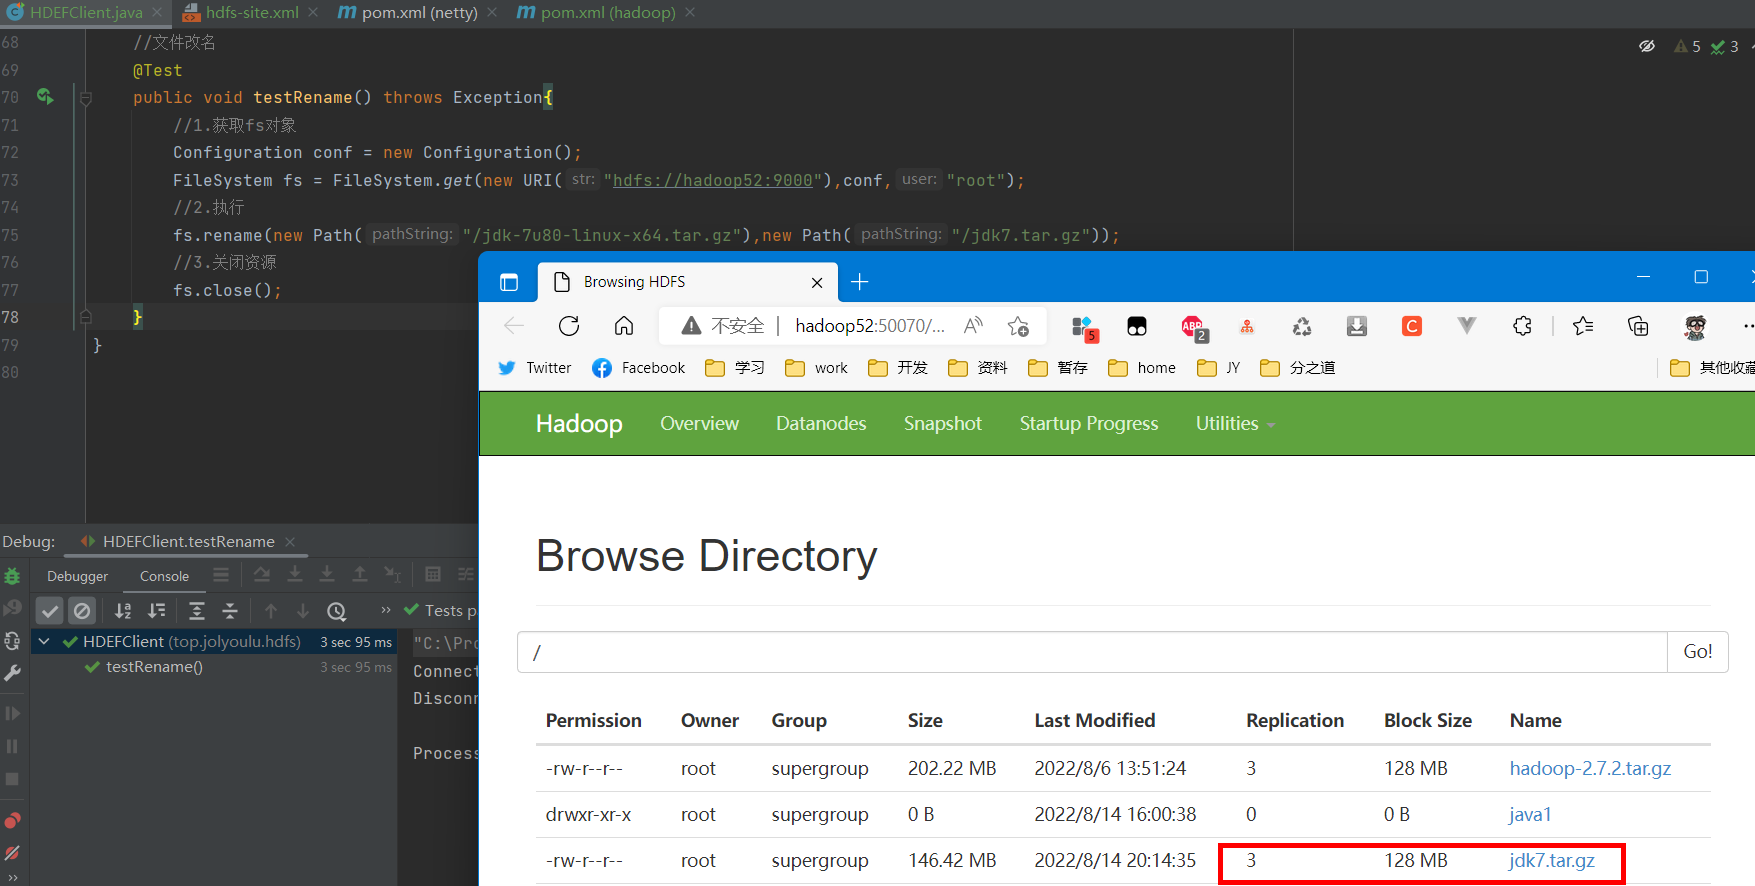 HDEFClient.java
hdfs-site.xml
pom.xml (netty)
pom.xml (hadoop)
68 //文件改名
69 @Test
70 public void testRename() throws Exception{
71 //1.获取fs对象
72 Configuration conf = new Configuration();
73 FileSystem fs = FileSystem.get(new URI( str: "hdfs://hadoop52:9000"),conf, user: "root");
74 //2.执行
75 fs.rename(new Path( pathString: "/jdk-7u80-linux-x64.tar.gz"),new Path( pathString: "/jdk7.tar.gz"));
76 //3.关闭资源
77 fs.close();
78 }
79 }
80
5 3
Browsing HDFS
不安全 hadoop52:50070/...
5
ABP 2
C
Twitter Facebook 学习 work 开发 资料 暂存 home JY 分之道 其他收藏
Hadoop Overview Datanodes Snapshot Startup Progress Utilities
Browse Directory
/ Go!
Permission Owner Group Size Last Modified Replication Block Size Name
-rw-r--r-- root supergroup 202.22 MB 2022/8/6 13:51:24 3 128 MB hadoop-2.7.2.tar.gz
drwxr-xr-x root supergroup 0 B 2022/8/14 16:00:38 0 0 B java1
-rw-r--r-- root supergroup 146.42 MB 2022/8/14 20:14:35 3 128 MB jdk7.tar.gz
Debug: HDEFClient.testRename
Debugger Console
Tests p
HDEFClient (top.jolyoulu.hdfs) 3 sec 95 ms
testRename() 3 sec 95 ms
"C:\Pro
Connect
Disconn
Process